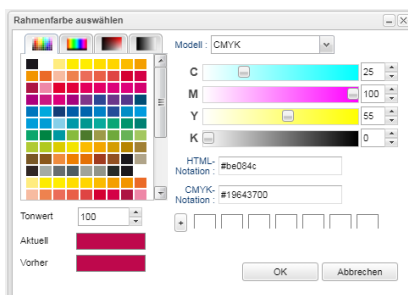 Rahmenfarbe auswählen
Modell : CMYK
C 25
M 100
Y 55
K 0
HTML-
Notation : #be084c
CMYK-
Notation : #19643700
Tonwert 100
Aktuell
Vorher
+
OK Abbrechen